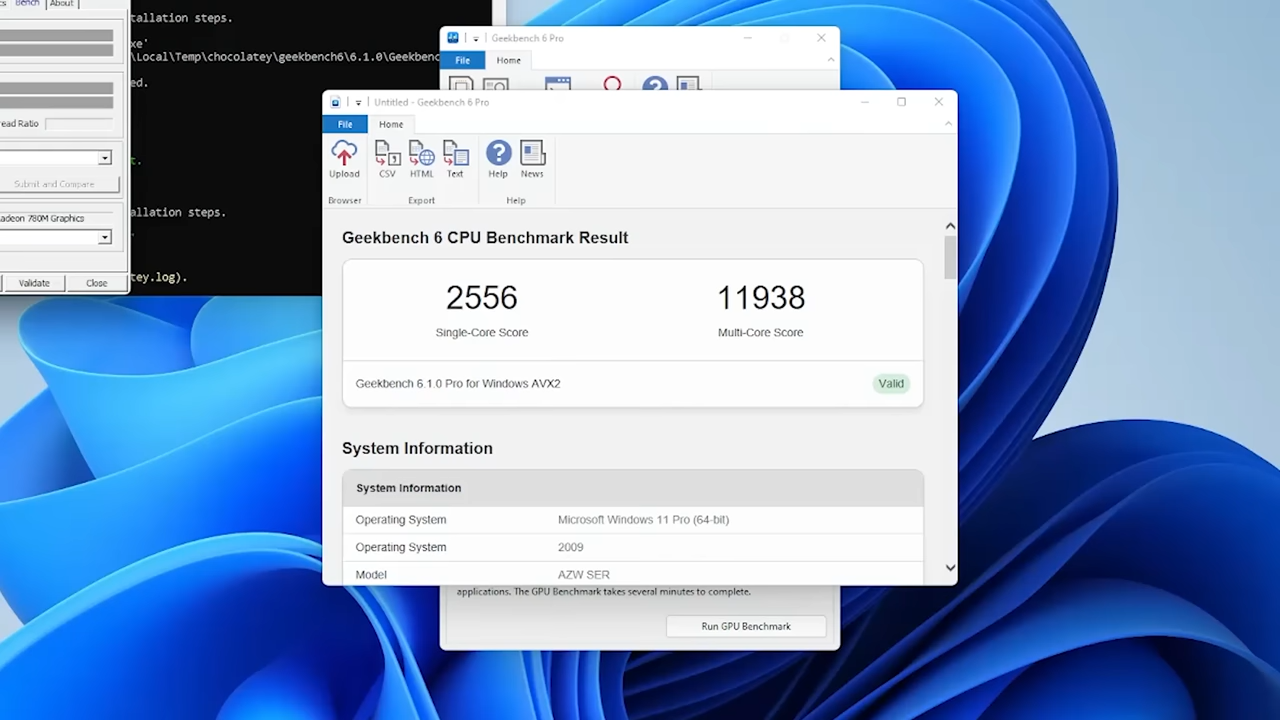 Bench
About
tallation steps.
xe'
\Local\Temp\chocolatey\geekbench6\6.1.0\Geekbenc
ed.
read Ratio
t.
Submit and Compare
allation steps.
adeon 780M Graphics
tey.log).
Validate
Close
Geekbench 6 Pro
File
Home
Untitled - Geekbench 6 Pro
File
Home
Upload
CSV
HTML
Text
Help
News
Browser
Export
Help
Geekbench 6 CPU Benchmark Result
2556
11938
Single-Core Score
Multi-Core Score
Geekbench 6.1.0 Pro for Windows AVX2
Valid
System Information
System Information
Operating System
Microsoft Windows 11 Pro (64-bit)
Operating System
2009
Model
AZW SER
applications. The GPU Benchmark takes several minutes to complete.
Run GPU Benchmark